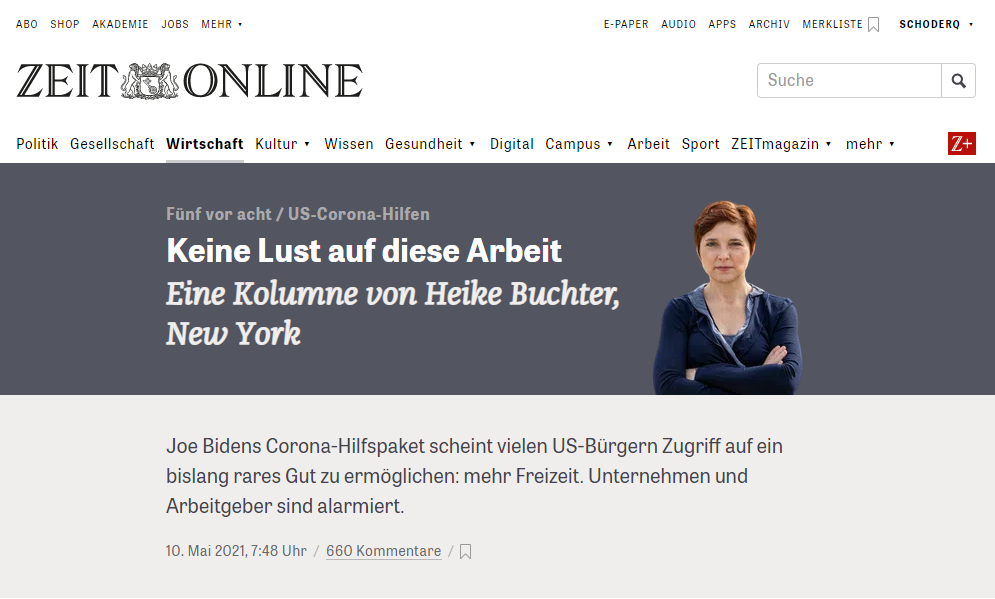 ABO SHOP AKADEMIE JOBS MEHR ▾ E-PAPER AUDIO APPS ARCHIV MERKLISTE SCHODERQ ▾
ZEIT ONLINE
Suche
Politik Gesellschaft Wirtschaft Kultur ▾ Wissen Gesundheit ▾ Digital Campus ▾ Arbeit Sport ZEITmagazin ▾ mehr ▾ Z+
Fünf vor acht / US-Corona-Hilfen
Keine Lust auf diese Arbeit
Eine Kolumne von Heike Buchter,
New York
Joe Bidens Corona-Hilfspaket scheint vielen US-Bürgern Zugriff auf ein
bislang rares Gut zu ermöglichen: mehr Freizeit. Unternehmen und
Arbeitgeber sind alarmiert.
10. Mai 2021, 7:48 Uhr / 660 Kommentare /